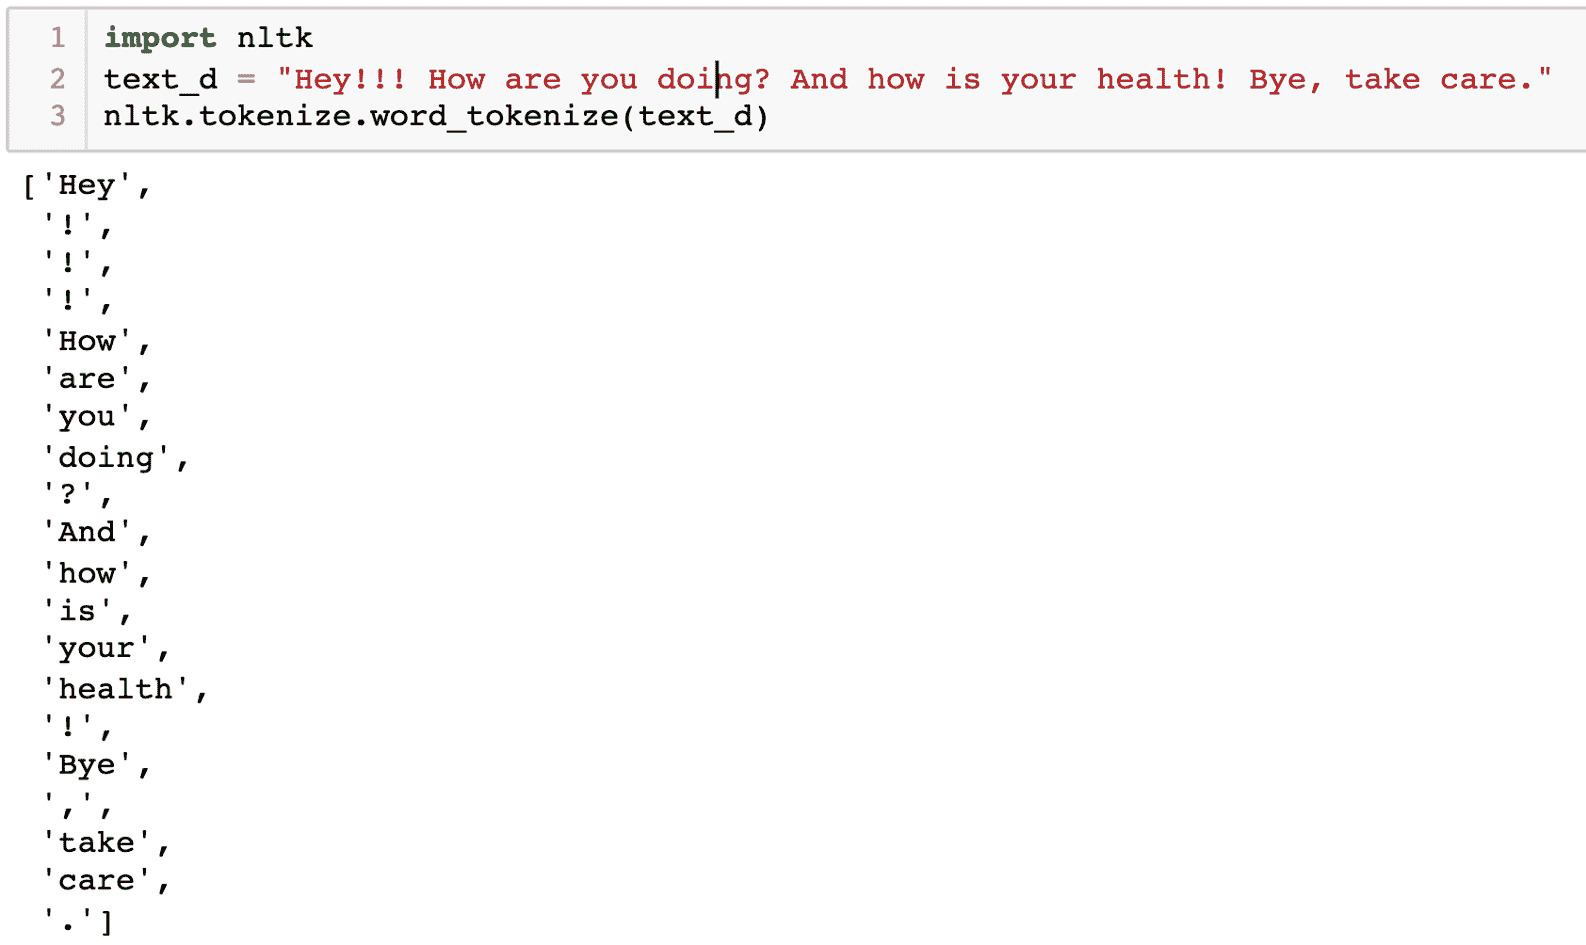 1 import nltk
2 text_d = "Hey!!! How are you doing? And how is your health! Bye, take care."
3 nltk.tokenize.word_tokenize(text_d)
['Hey',
 '!',
 '!',
 '!',
 'How',
 'are',
 'you',
 'doing',
 '?',
 'And',
 'how',
 'is',
 'your',
 'health',
 '!',
 'Bye',
 ',',
 'take',
 'care',
 '.']